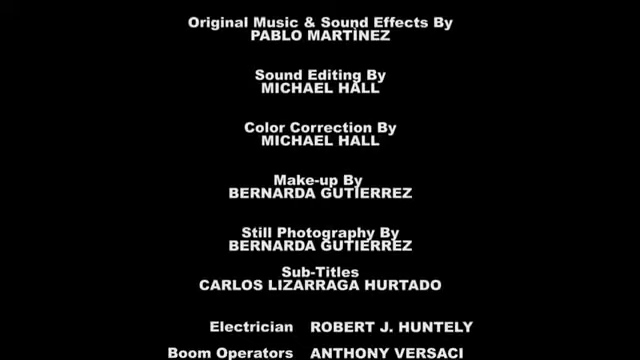 Original Music & Sound Effects By
PABLO MARTÍNEZ
Sound Editing By
MICHAEL HALL
Color Correction By
MICHAEL HALL
Make-up By
BERNARDA GUTIERREZ
Still Photography By
BERNARDA GUTIERREZ
Sub-Titles
CARLOS LIZARRAGA HURTADO
Electrician ROBERT J. HUNTELY
Boom Operators ANTHONY VERSACI